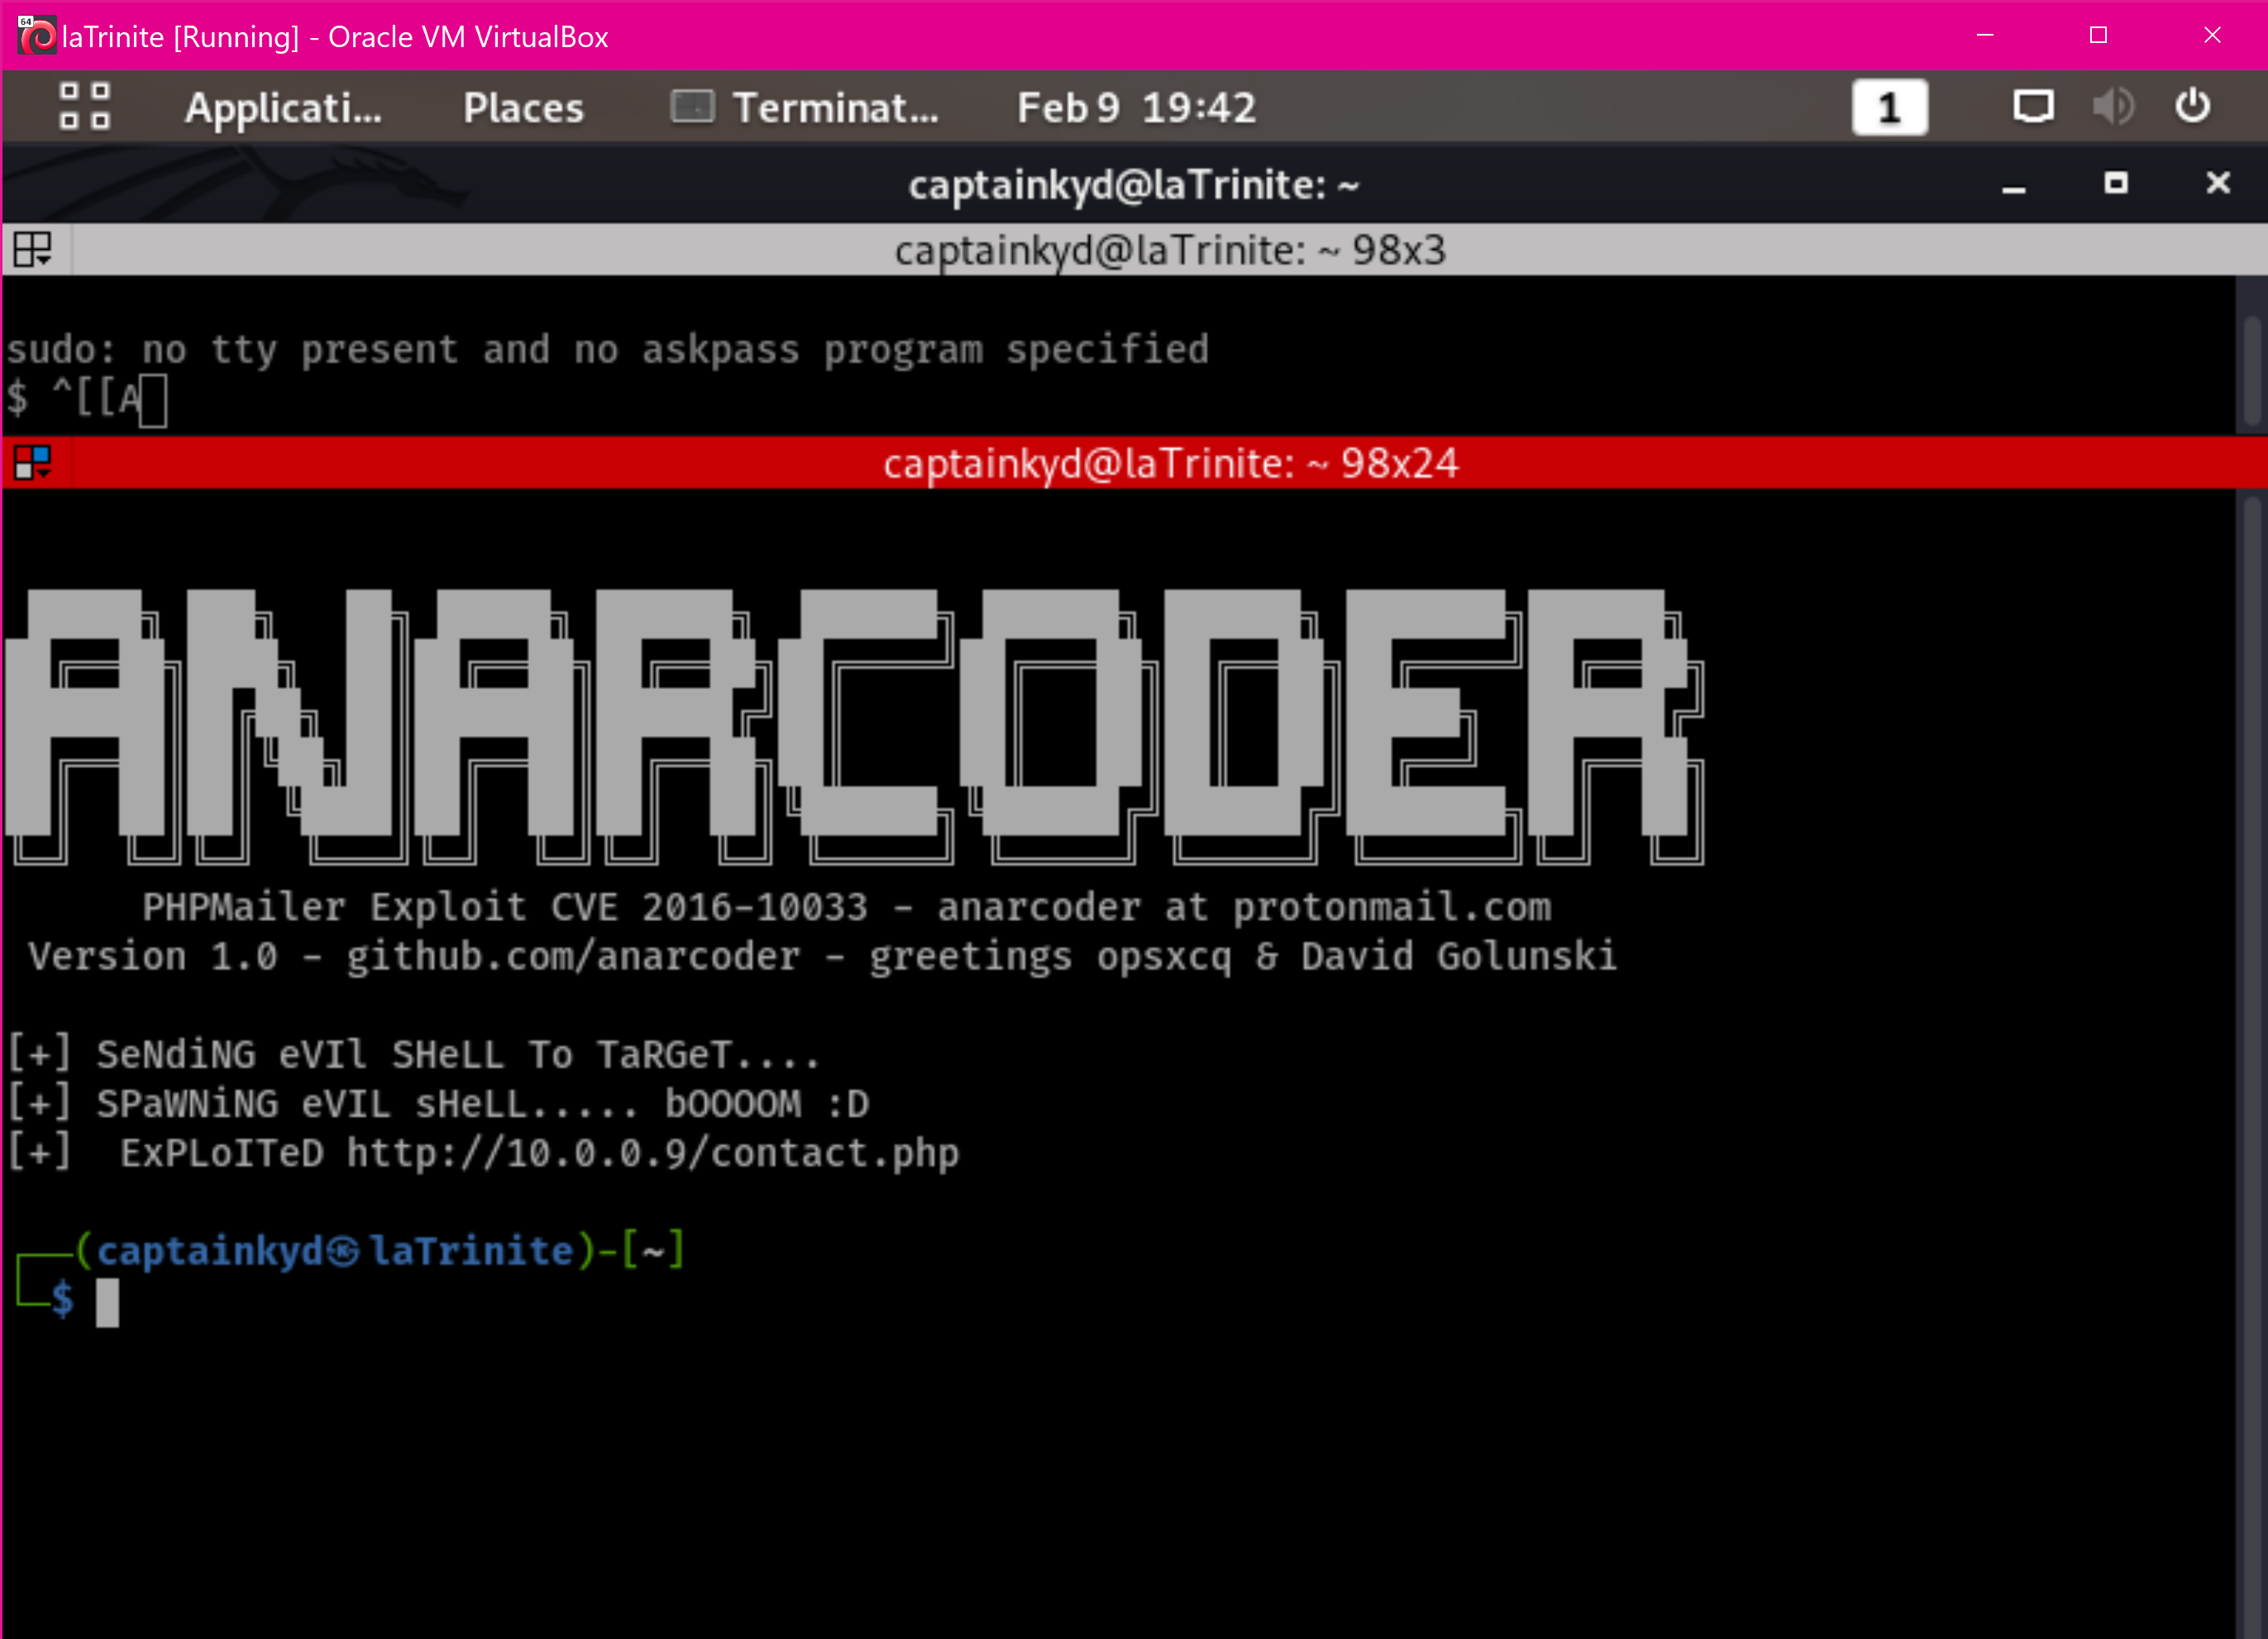 64
laTrinite [Running] - Oracle VM VirtualBox
Applicati... Places Terminat... Feb 9 19:42 1
captainkyd@laTrinite: ~
captainkyd@laTrinite: ~ 98x3
sudo: no tty present and no askpass program specified
$ ^[[A
captainkyd@laTrinite: ~ 98x24
ANARCODER
PHPMailer Exploit CVE 2016-10033 - anarcoder at protonmail.com
Version 1.0 - github.com/anarcoder - greetings opsxcq & David Golunski
[+] SeNdiNG eVIl SHeLL To TaRGeT....
[+] SPaWNiNG eVIL sHeLL..... bOOOOM :D
[+]  ExPLoITeD http://10.0.0.9/contact.php
┌──(captainkyd㉿laTrinite)-[~]
└─$